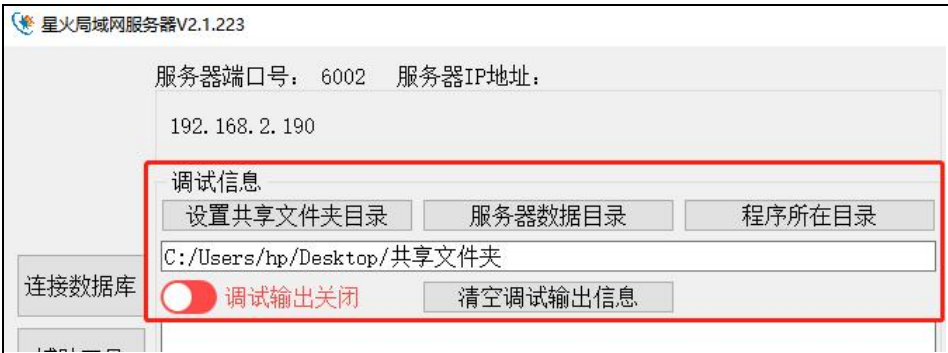 星火局域网服务器V2.1.223
服务器端口号： 6002 服务器IP地址：
192.168.2.190
调试信息
设置共享文件夹目录 服务器数据目录 程序所在目录
C:/Users/hp/Desktop/共享文件夹
连接数据库
调试输出关闭 清空调试输出信息